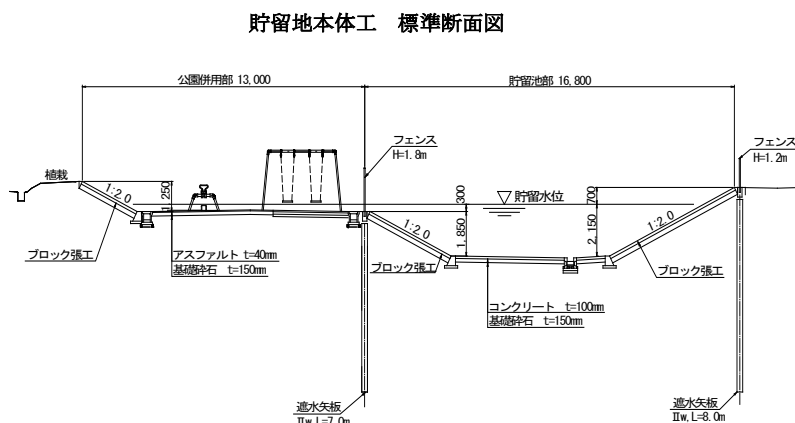 貯留地本体工　標準断面図
公園併用部 13,000
貯留池部 16,800
フェンス
H=1.8m
フェンス
H=1.2m
植栽
1:2.0
1,250
300
貯留水位
700
1:2.0
1,850
2,150
1:2.0
ブロック張工
アスファルト　t=40mm
基礎砕石　t=150mm
ブロック張工
ブロック張工
コンクリート　t=100mm
基礎砕石　t=150mm
遮水矢板
Ⅱw, L=7.0m
遮水矢板
Ⅱw, L=8.0m